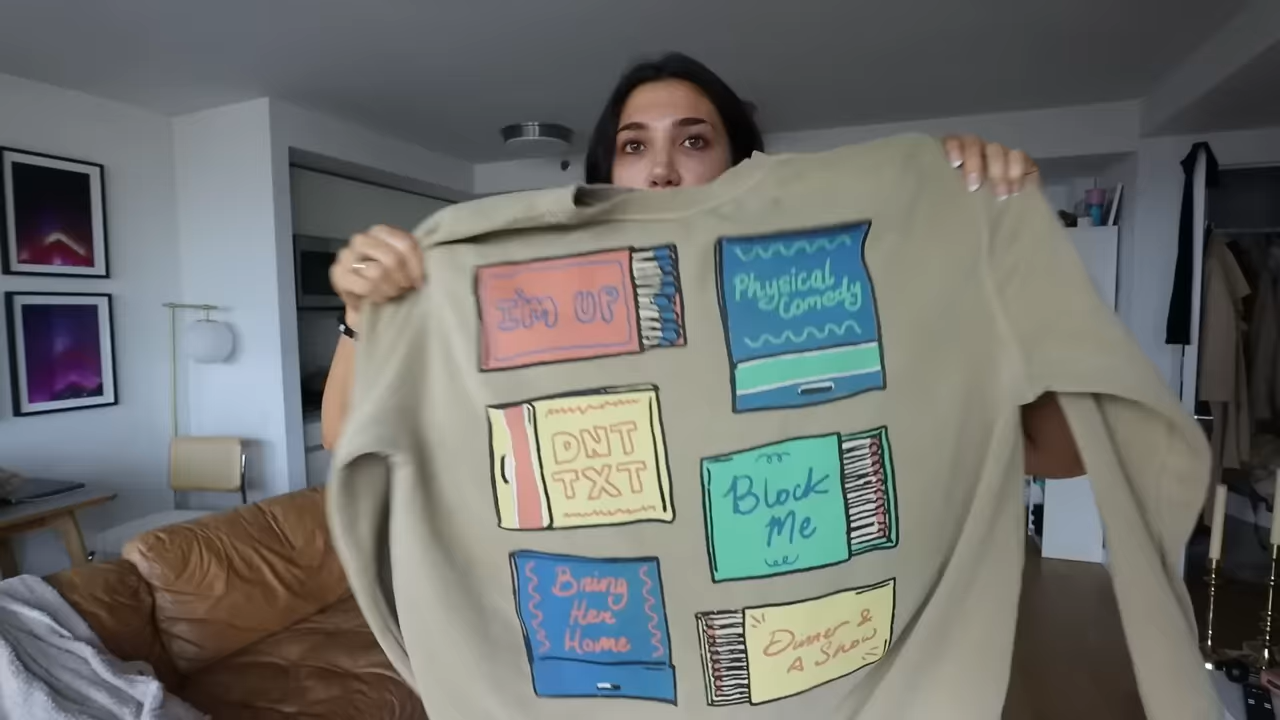 I'M UP
Physical
Comedy
DNT
TXT
Block
Me
Bring
Her
Home
Dinner &
A Show